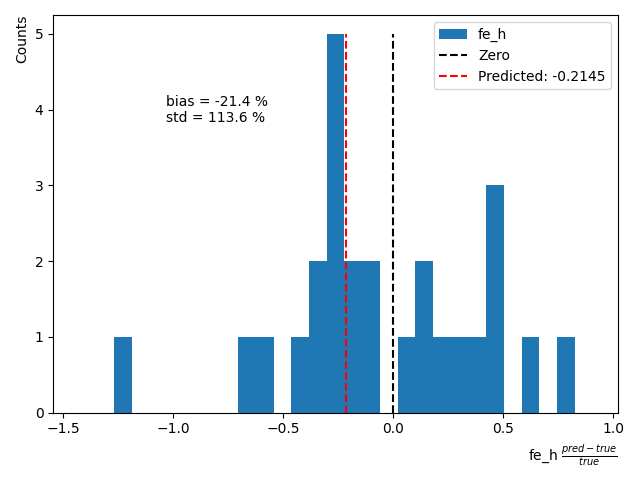 Counts
5
4
3
2
1
0
bias = -21.4 %
std = 113.6 %
fe_h
Zero
Predicted: -0.2145
−1.5 −1.0 −0.5 0.0 0.5 1.0
fe_h pred−true
true